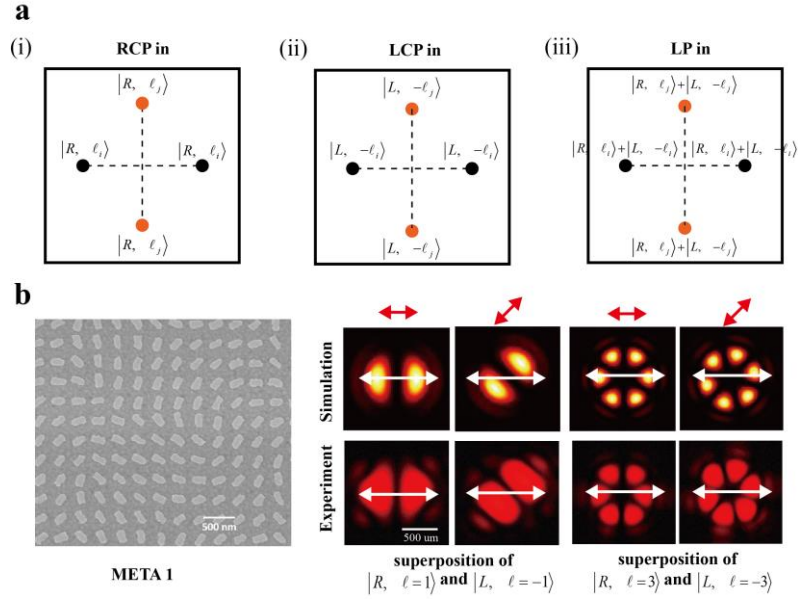 a
(i) RCP in
|R, ℓj⟩
|R, ℓi⟩ |R, ℓi⟩
|R, ℓj⟩
(ii) LCP in
|L, -ℓj⟩
|L, -ℓi⟩ |L, -ℓi⟩
|L, -ℓj⟩
(iii) LP in
|R, ℓj⟩+|L, -ℓj⟩
|R, ℓi⟩+|L, -ℓi⟩ |R, ℓi⟩+|L, -ℓi⟩
|R, ℓj⟩+|L, -ℓj⟩
b
500 nm
META 1
Simulation
Experiment
500 um
superposition of
|R, ℓ=1⟩ and |L, ℓ=-1⟩
superposition of
|R, ℓ=3⟩ and |L, ℓ=-3⟩